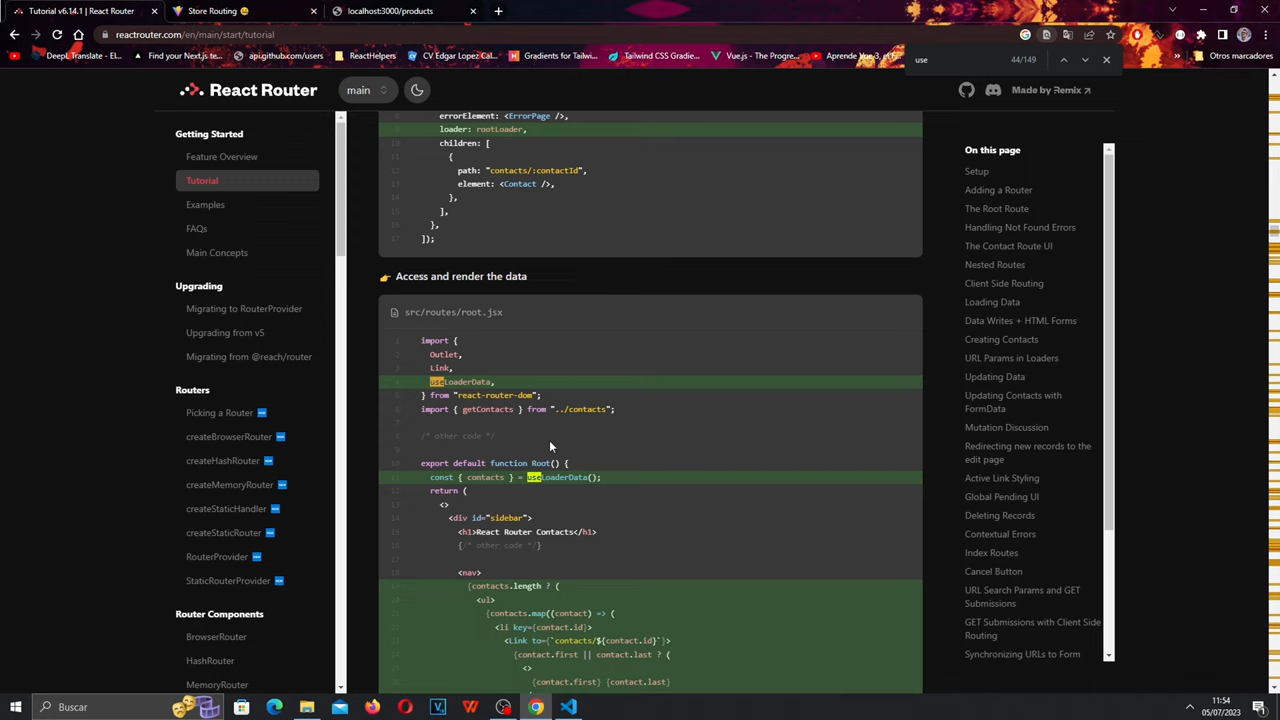 Tutorial v6.14.1 | React Router
Store Routing
localhost:3000/products
reactrouter.com/en/main/start/tutorial
DeepL Translate - El...
Find your Next.js te...
api.github.com/users
ReactHelpers
CV Edgar Lopez Cal...
Gradients for Tailwi...
Tailwind CSS Gradie...
Vue.js - The Progres...
Otros marcadores
use
44/149
React Router
main
Made by Remix ↗
Getting Started
Feature Overview
Tutorial
Examples
FAQs
Main Concepts
Upgrading
Migrating to RouterProvider
Upgrading from v5
Migrating from @reach/router
Routers
Picking a Router
createBrowserRouter
createHashRouter
createMemoryRouter
createStaticHandler
createStaticRouter
RouterProvider
StaticRouterProvider
Router Components
BrowserRouter
HashRouter
MemoryRouter
errorElement: <ErrorPage />,
loader: rootLoader,
children: [
{
path: "contacts/:contactId",
element: <Contact />,
},
],
},
]);
👉 Access and render the data
src/routes/root.jsx
import {
Outlet,
Link,
useLoaderData,
} from "react-router-dom";
import { getContacts } from "../contacts";
/* other code */
export default function Root() {
const { contacts } = useLoaderData();
return (
<>
<div id="sidebar">
<h1>React Router Contacts</h1>
{/* other code */}
<nav>
{contacts.length ? (
<ul>
{contacts.map((contact) => (
<li key={contact.id}>
<Link to={`contacts/${contact.id}`}>
{contact.first || contact.last ? (
<>
{contact.first} {contact.last}
On this page
Setup
Adding a Router
The Root Route
Handling Not Found Errors
The Contact Route UI
Nested Routes
Client Side Routing
Loading Data
Data Writes + HTML Forms
Creating Contacts
URL Params in Loaders
Updating Data
Updating Contacts with
FormData
Mutation Discussion
Redirecting new records to the
edit page
Active Link Styling
Global Pending UI
Deleting Records
Contextual Errors
Index Routes
Cancel Button
URL Search Params and GET
Submissions
GET Submissions with Client Side
Routing
Synchronizing URLs to Form
Buscar
11:54
05/07/2023